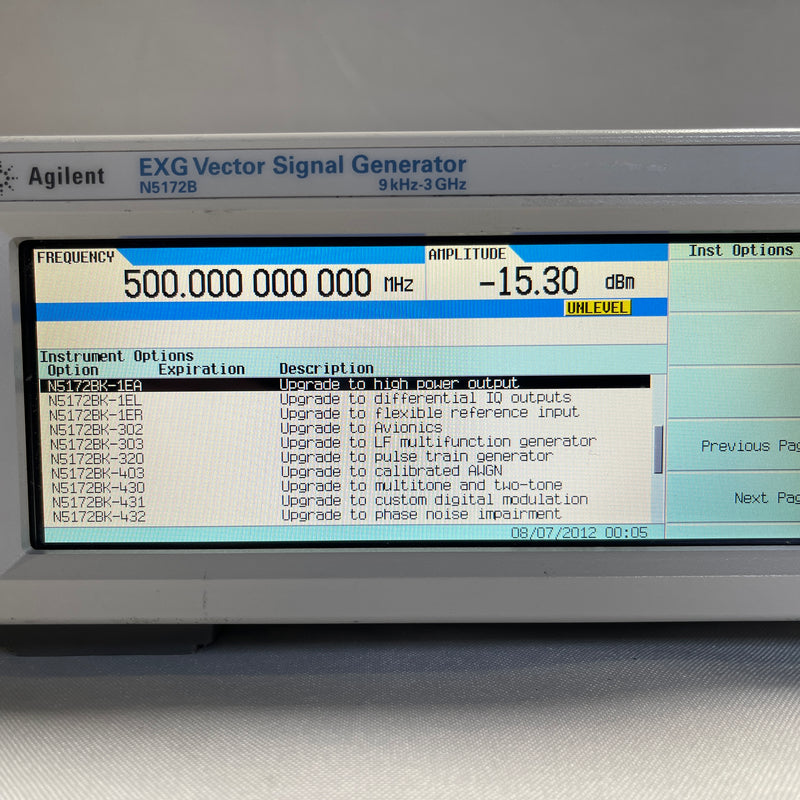 Agilent
EXG Vector Signal Generator
N5172B 9 kHz-3 GHz
FREQUENCY AMPLITUDE Inst Options
500.000 000 000 MHz -15.30 dBm
UNLEVEL
Instrument Options
Option Expiration Description
N5172BK-1EA Upgrade to high power output
N5172BK-1EL Upgrade to differential IQ outputs
N5172BK-1ER Upgrade to flexible reference input
N5172BK-302 Upgrade to Avionics
N5172BK-303 Upgrade to LF multifunction generator
N5172BK-320 Upgrade to pulse train generator
N5172BK-403 Upgrade to calibrated AWGN
N5172BK-430 Upgrade to multitone and two-tone
N5172BK-431 Upgrade to custom digital modulation
N5172BK-432 Upgrade to phase noise impairment
Previous Pag
Next Pag
08/07/2012 00:05